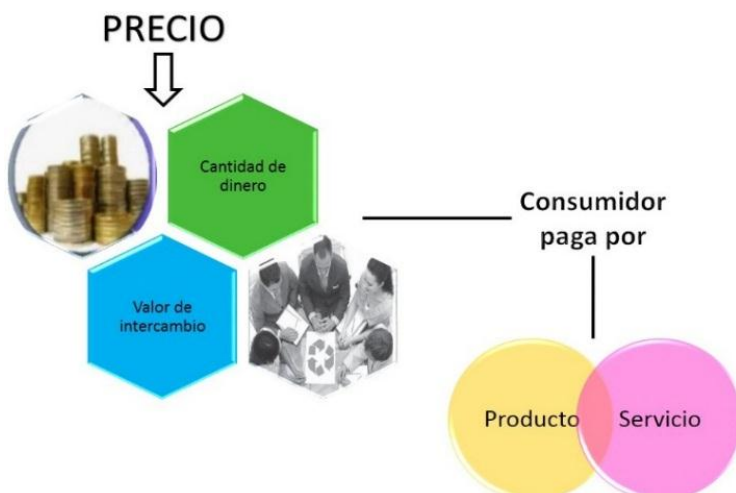 PRECIO
Cantidad de
dinero
Valor de
intercambio
Consumidor
paga por
Producto
Servicio